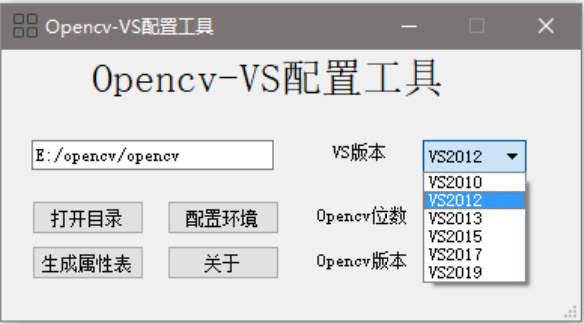 Opencv-VS配置工具
Opencv-VS配置工具
E:/opencv/opencv
VS版本
VS2012
VS2010
VS2012
VS2013
VS2015
VS2017
VS2019
打开目录
配置环境
Opencv位数
生成属性表
关于
Opencv版本